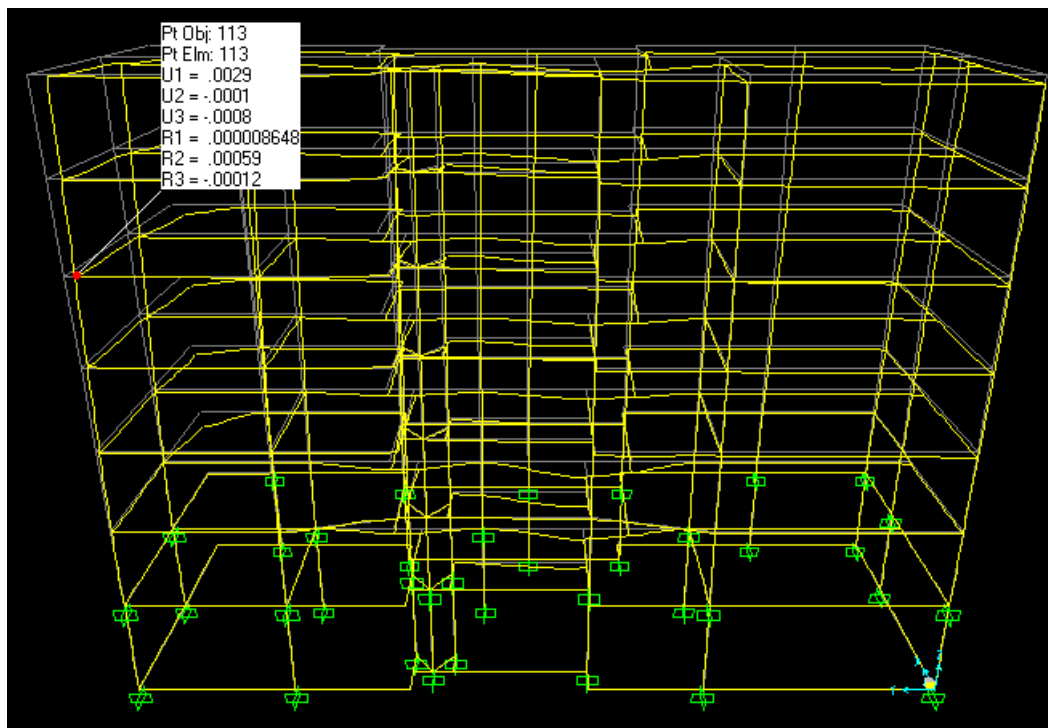 Pt Obj: 113
Pt Elm: 113
U1 = .0029
U2 = -.0001
U3 = -.0008
R1 = .000008648
R2 = .00059
R3 = -.00012